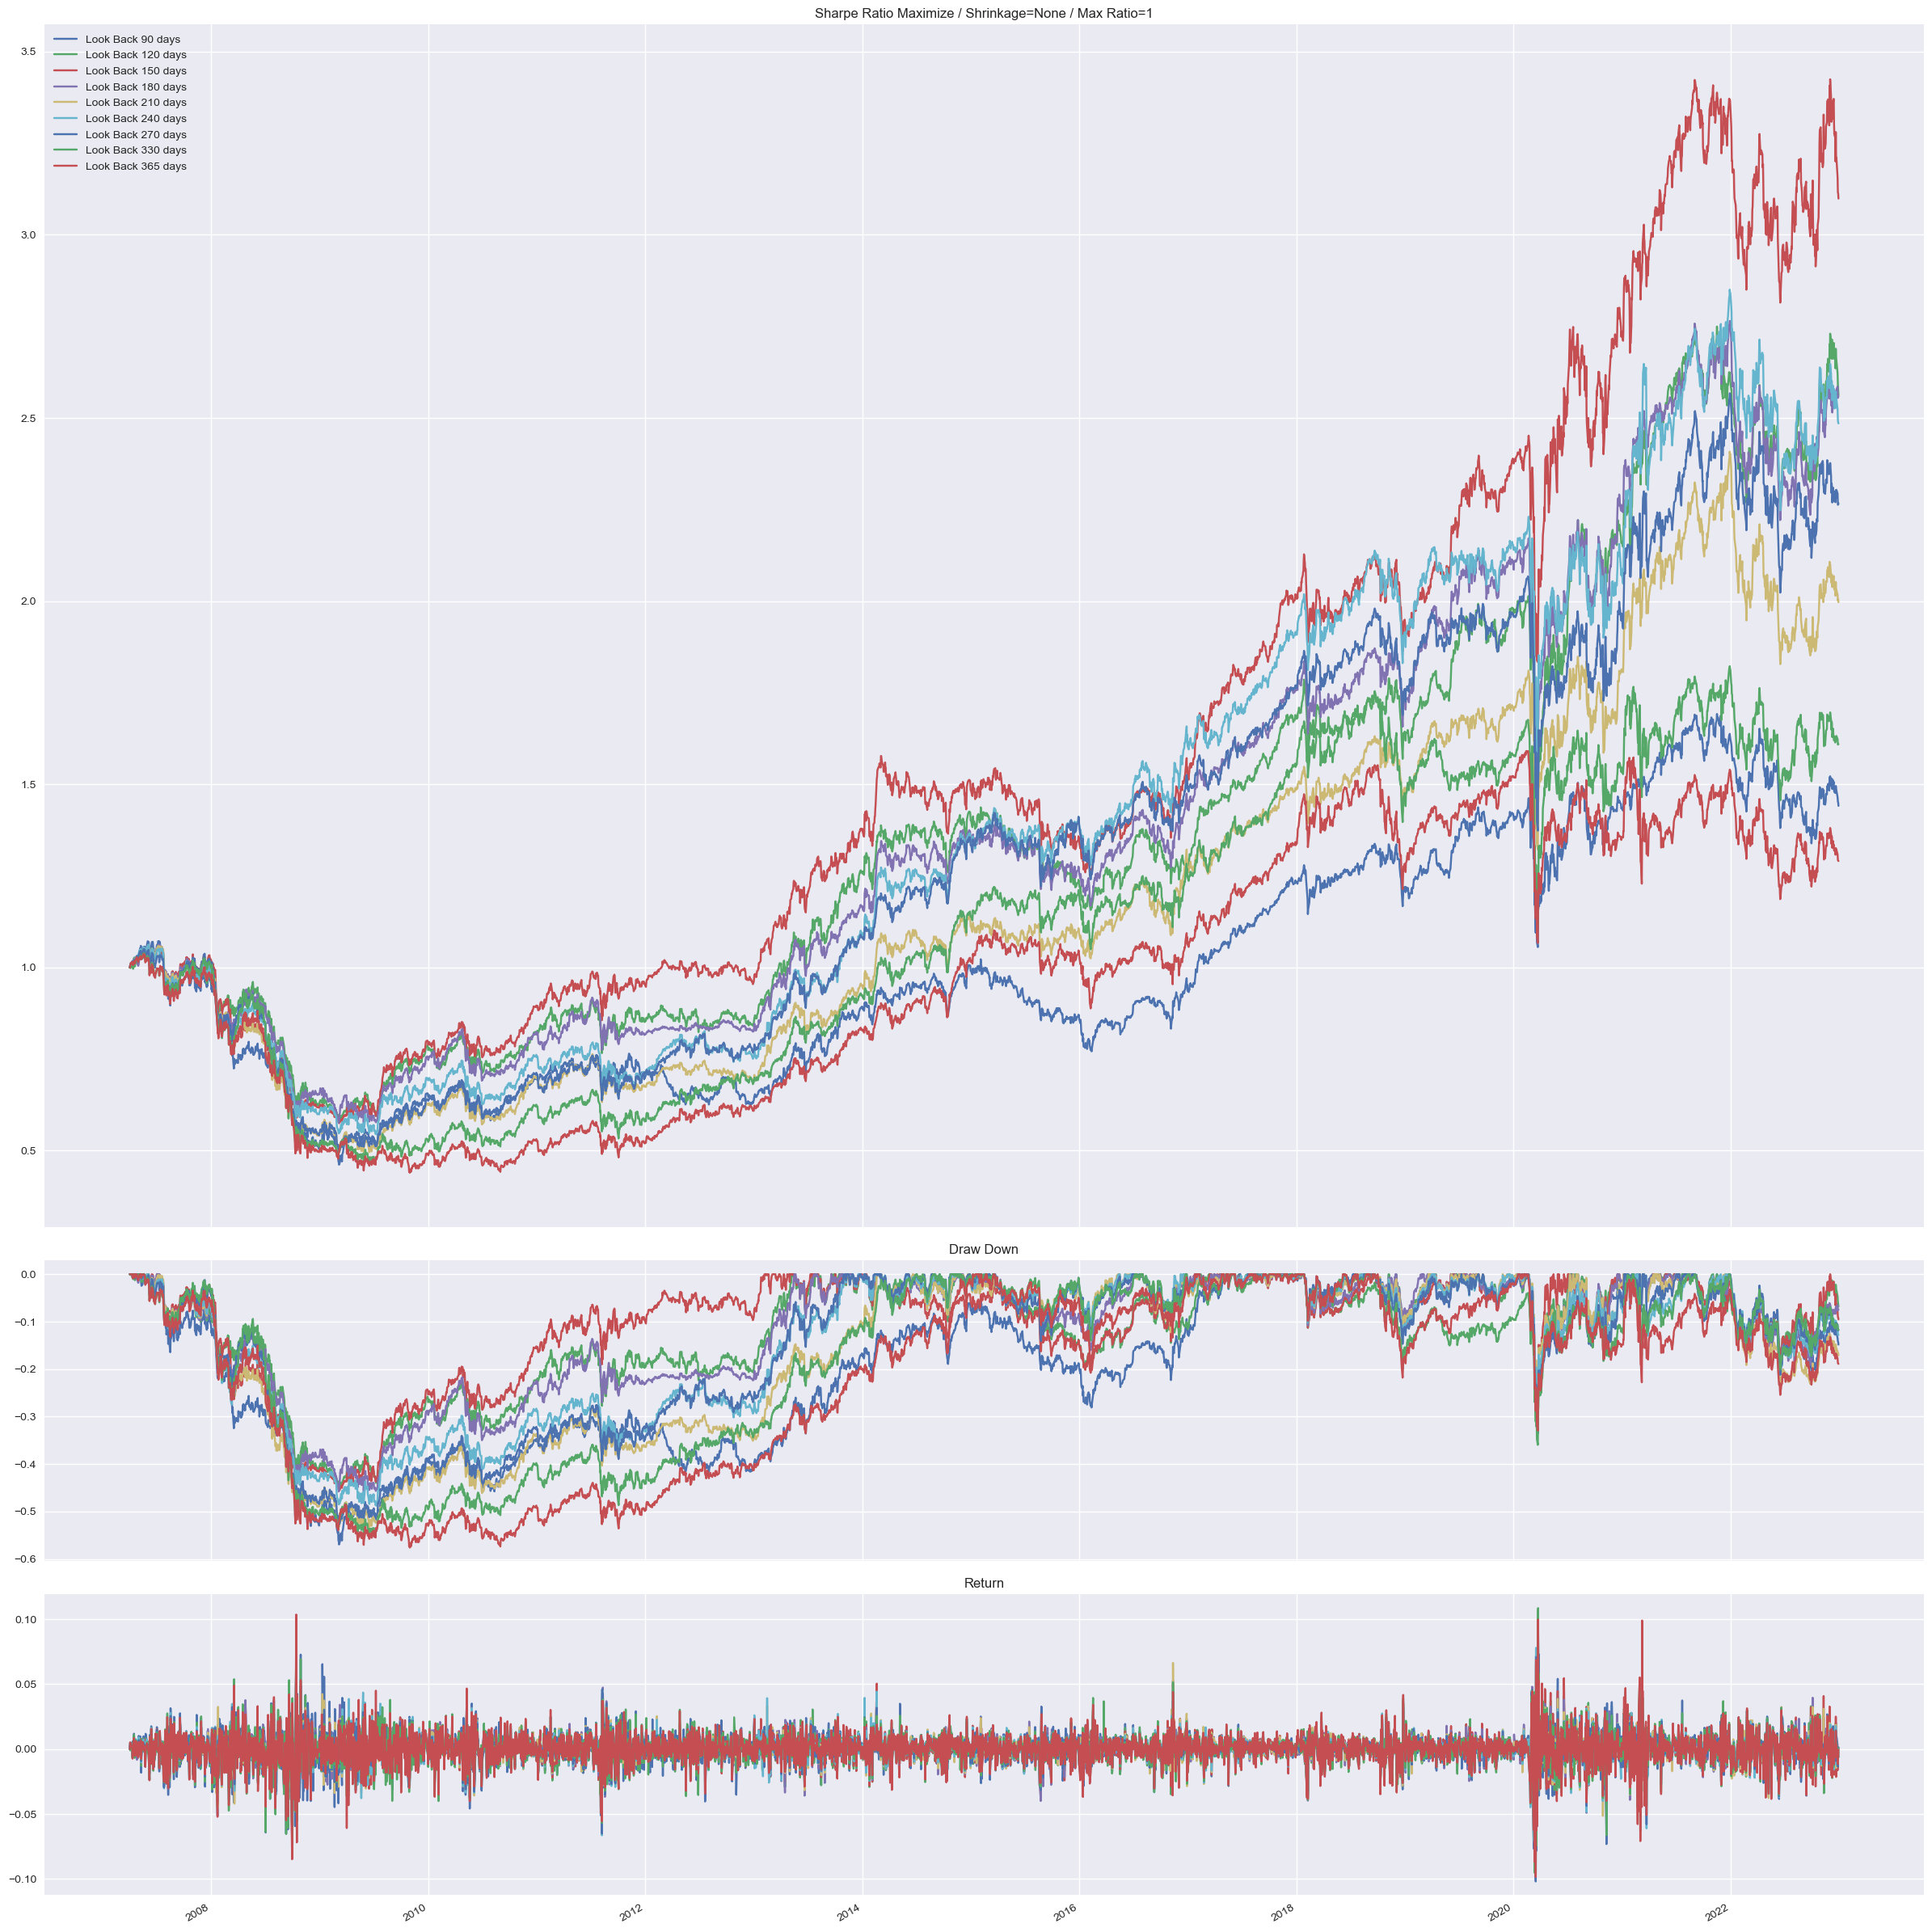 Sharpe Ratio Maximize / Shrinkage=None / Max Ratio=1
Look Back 90 days
Look Back 120 days
Look Back 150 days
Look Back 180 days
Look Back 210 days
Look Back 240 days
Look Back 270 days
Look Back 330 days
Look Back 365 days
3.5
3.0
2.5
2.0
1.5
1.0
0.5
Draw Down
0.0
−0.1
−0.2
−0.3
−0.4
−0.5
−0.6
Return
0.10
0.05
0.00
−0.05
−0.10
2008 2010 2012 2014 2016 2018 2020 2022